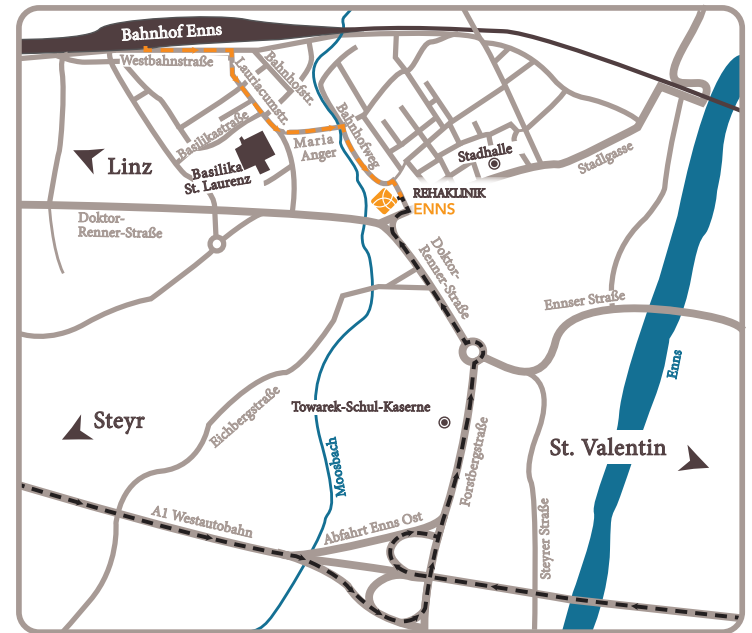 Bahnhof Enns
Westbahnstraße
Bahnhofstr.
Lauriacumstr.
Basilikastraße
Maria
Anger
Bahnhofweg
Stadhalle
Stadlgasse
Linz
Basilika
St. Laurenz
REHAKLINIK
ENNS
Doktor-
Renner-Straße
Doktor-
Renner-Straße
Ennser Straße
Enns
Steyr
Eichbergstraße
Towarek-Schul-Kaserne
Moosbach
Forstbergstraße
St. Valentin
A1 Westautobahn
Abfahrt Enns Ost
Steyrer Straße